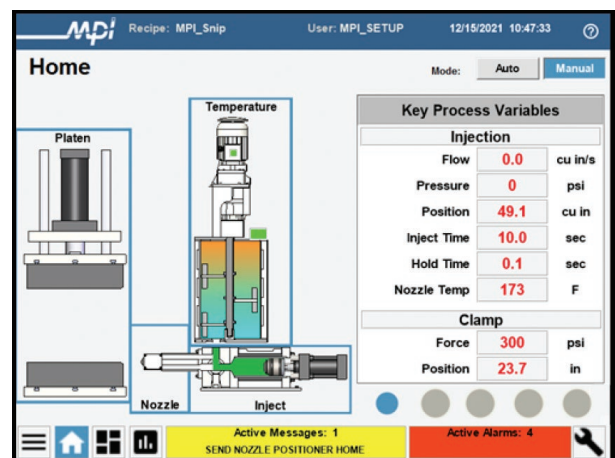 MPI Recipe: MPI_Snip User: MPI_SETUP 12/15/2021 10:47:33 ?
Home
Mode: Auto Manual
Temperature
Platen
Nozzle
Inject
Key Process Variables
Injection
Flow 0.0 cu in/s
Pressure 0 psi
Position 49.1 cu in
Inject Time 10.0 sec
Hold Time 0.1 sec
Nozzle Temp 173 F
Clamp
Force 300 psi
Position 23.7 in
Active Messages: 1
SEND NOZZLE POSITIONER HOME
Active Alarms: 4